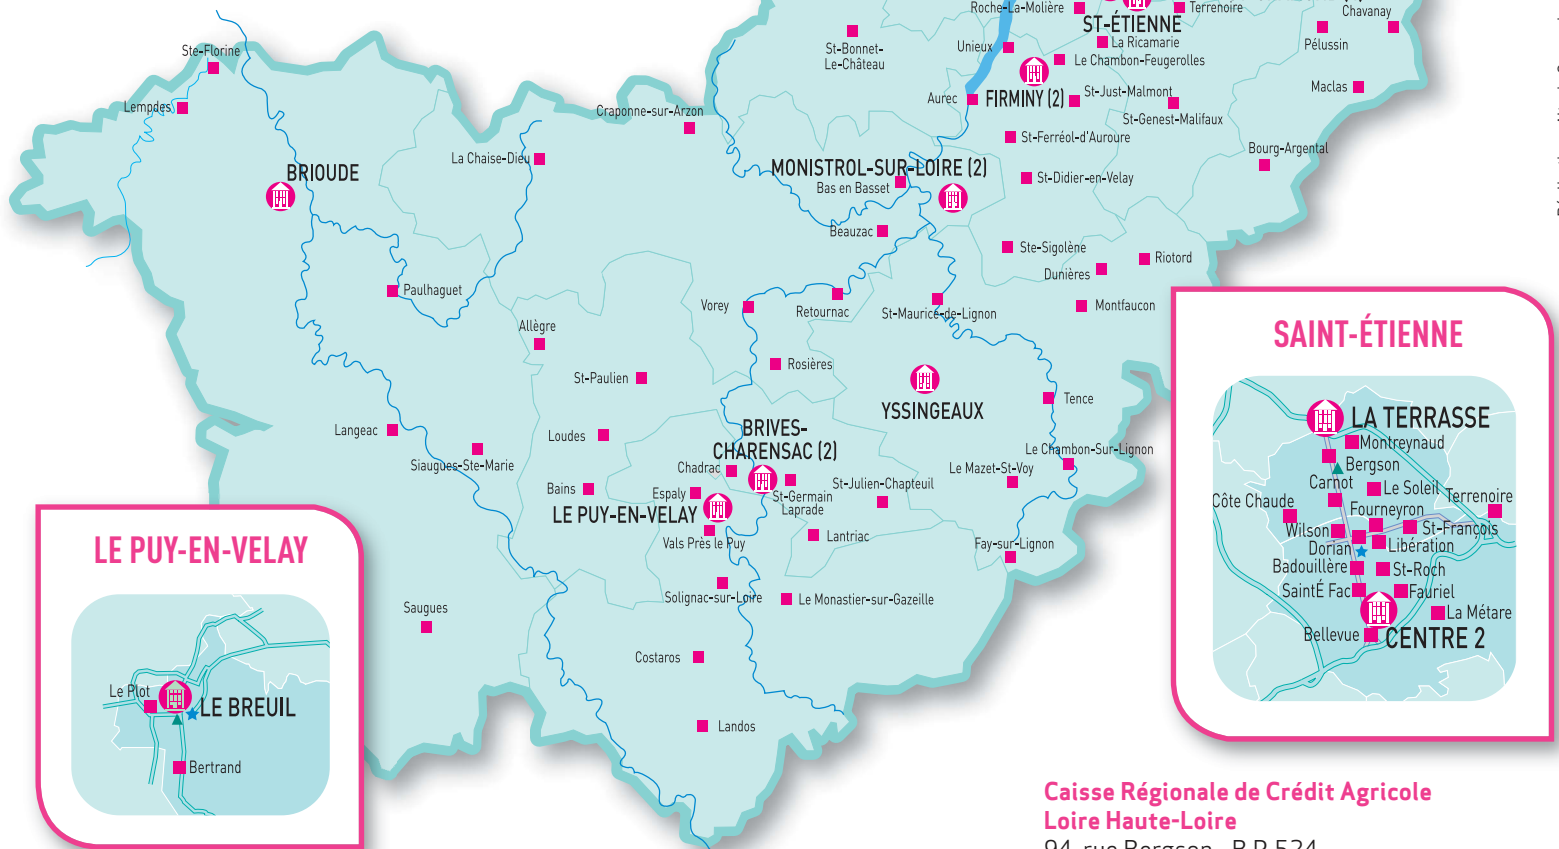 Roche-La-Molière
Terrenoire
Chavanay
ST-ÉTIENNE
Ste-Florine
St-Bonnet-
Le-Château
Unieux
La Ricamarie
Pélussin
Le Chambon-Feugerolles
Lempdes
Craponne-sur-Arzon
Aurec
FIRMINY (2)
St-Just-Malmont
Maclas
St-Genest-Malifaux
St-Ferréol-d'Auroure
La Chaise-Dieu
Bourg-Argental
BRIOUDE
MONISTROL-SUR-LOIRE (2)
Bas en Basset
St-Didier-en-Velay
Beauzac
Ste-Sigolène
Riotord
Dunières
Paulhaguet
Vorey
Retournac
St-Maurice-de-Lignon
Montfaucon
Allègre
Rosières
St-Paulien
YSSINGEAUX
Tence
Langeac
Loudes
BRIVES-
CHARENSAC (2)
Siaugues-Ste-Marie
Chadrac
Le Chambon-Sur-Lignon
Le Mazet-St-Voy
Bains
Espaly
St-Germain
Laprade
St-Julien-Chapteuil
LE PUY-EN-VELAY
Vals Près le Puy
Lantriac
Fay-sur-Lignon
Solignac-sur-Loire
Le Monastier-sur-Gazeille
Saugues
Costaros
Landos
LE PUY-EN-VELAY
Le Plot
LE BREUIL
Bertrand
SAINT-ÉTIENNE
LA TERRASSE
Montreynaud
Bergson
Carnot
Le Soleil
Terrenoire
Côte Chaude
Fourneyron
Wilson
St-François
Dorian
Libération
Badouillère
St-Roch
SaintÉ Fac
Fauriel
La Métare
Bellevue
CENTRE 2
Caisse Régionale de Crédit Agricole
Loire Haute-Loire
94, rue Bergson - B.P. 524